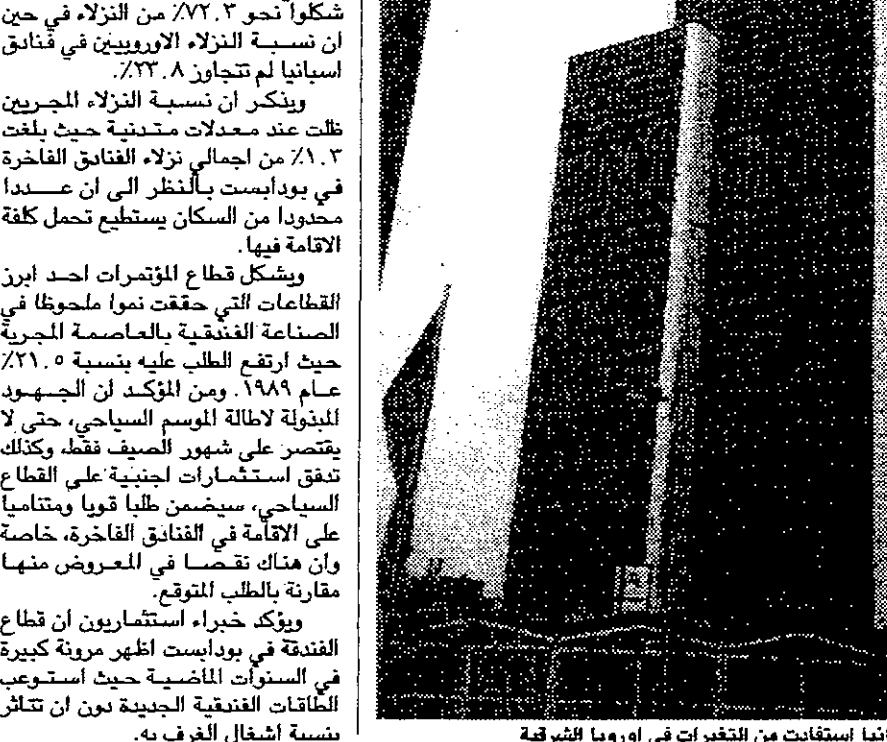 شكلوا نحو ٧٢.٣٪ من النزلاء في حين
ان نسبة النزلاء الاوروبيين في فنادق
اسبانيا لم تتجاوز ٢٣.٨٪.
ويذكر ان نسبة النزلاء المجريين
ظلت عند معدلات متدنية حيث بلغت
١.٣٪ من اجمالي نزلاء الفنادق الفاخرة
في بودابست بالنظر الى ان عددا
محدودا من السكان يستطيع تحمل كلفة
الاقامة فيها.
ويشكل قطاع المؤتمرات احد ابرز
القطاعات التي حققت نموا ملحوظا في
الصناعة الفندقية بالعاصمة المجرية
حيث ارتفع الطلب عليه بنسبة ٢١.٥٪
عام ١٩٨٩. ومن المؤكد ان الجهود
المبذولة لاطالة الموسم السياحي، حتى لا
يقتصر على شهور الصيف فقط، وكذلك
تدفق استثمارات اجنبية على القطاع
السياحي، سيضمن طلبا قويا ومتناميا
على الاقامة في الفنادق الفاخرة، خاصة
وان هناك نقصا في المعروض منها
مقارنة بالطلب المتوقع.
ويؤكد خبراء استثماريون ان قطاع
الفندقة في بودابست اظهر مرونة كبيرة
في السنوات الماضية حيث استوعب
الطاقات الفندقية الجديدة دون ان تتاثر
بنسبة اشغال الغرف به.
انيا استفادت من التغيرات في اوروبا الشرقية